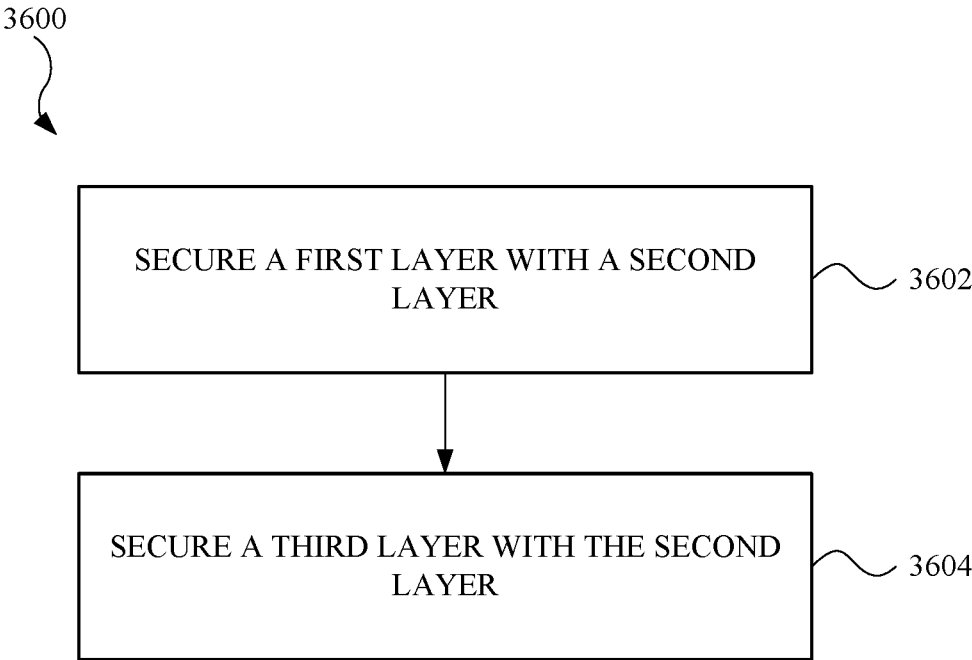 3600
SECURE A FIRST LAYER WITH A SECOND
LAYER
3602
SECURE A THIRD LAYER WITH THE SECOND
LAYER
3604